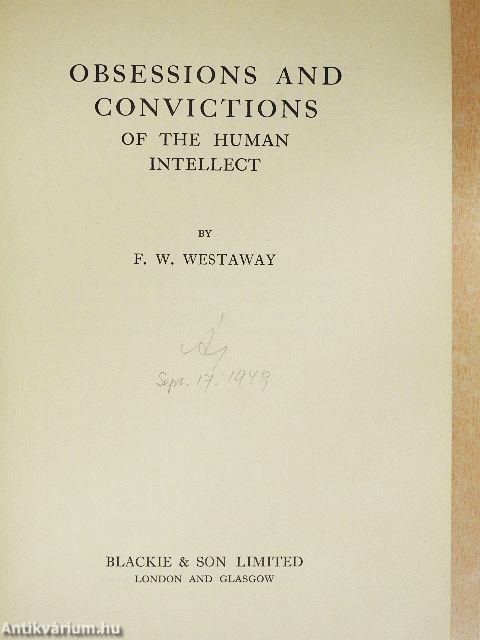 OBSESSIONS AND
CONVICTIONS
OF THE HUMAN
INTELLECT
BY
F. W. WESTAWAY
Sept. 17. 1949
BLACKIE & SON LIMITED
LONDON AND GLASGOW
Antikvárium.hu